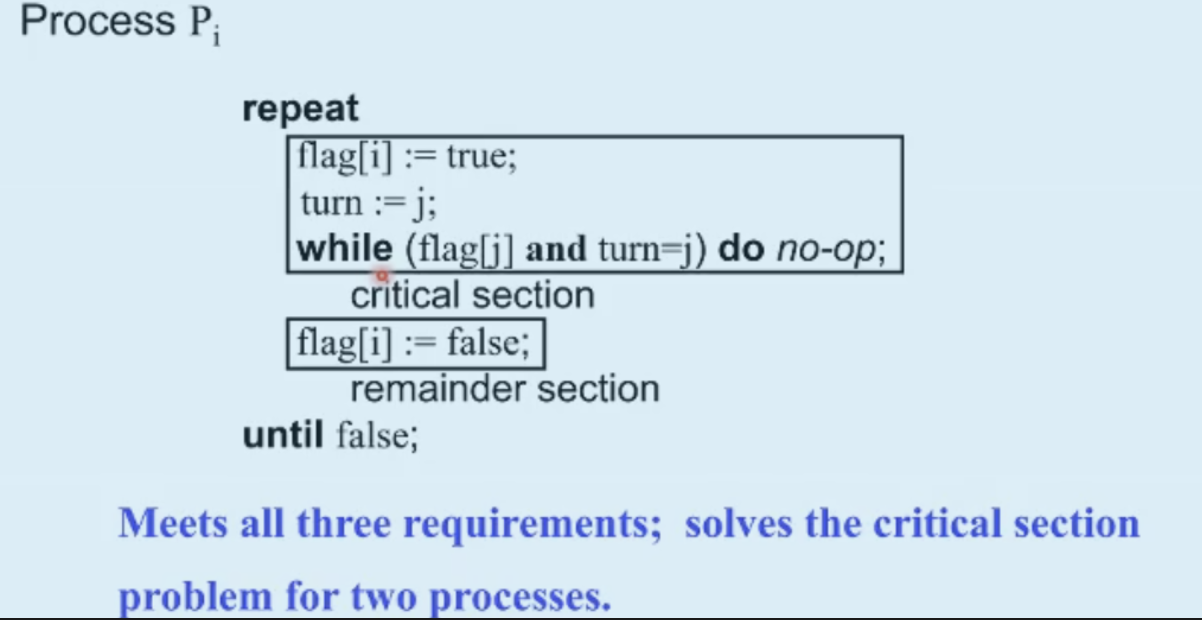 Process Pi
repeat
flag[i] := true;
turn := j;
while (flag[j] and turn=j) do no-op;
critical section
flag[i] := false;
remainder section
until false;
Meets all three requirements; solves the critical section
problem for two processes.